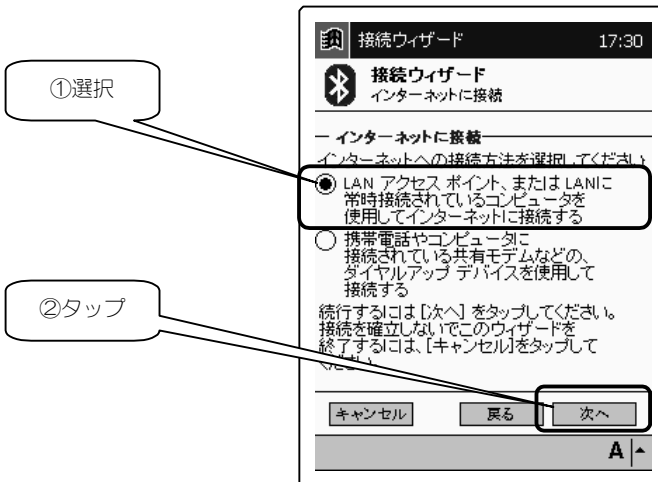 接続ウィザード 17:30
接続ウィザード
インターネットに接続
①選択
インターネットに接続
インターネットへの接続方法を選択してください
LAN アクセス ポイント、または LANに
常時接続されているコンピュータを
使用してインターネットに接続する
携帯電話やコンピュータに
接続されている共有モデムなどの、
ダイヤルアップ デバイスを使用して
接続する
②タップ
続行するには [次へ] をタップしてください。
接続を確立しないでこのウィザードを
終了するには、[キャンセル]をタップして
ください
キャンセル 戻る 次へ
A